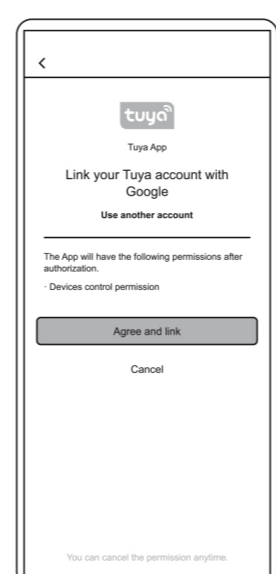 tuya
Tuya App
Link your Tuya account with
Google
Use another account
The App will have the following permissions after
authorization.
· Devices control permission
Agree and link
Cancel
You can cancel the permission anytime.